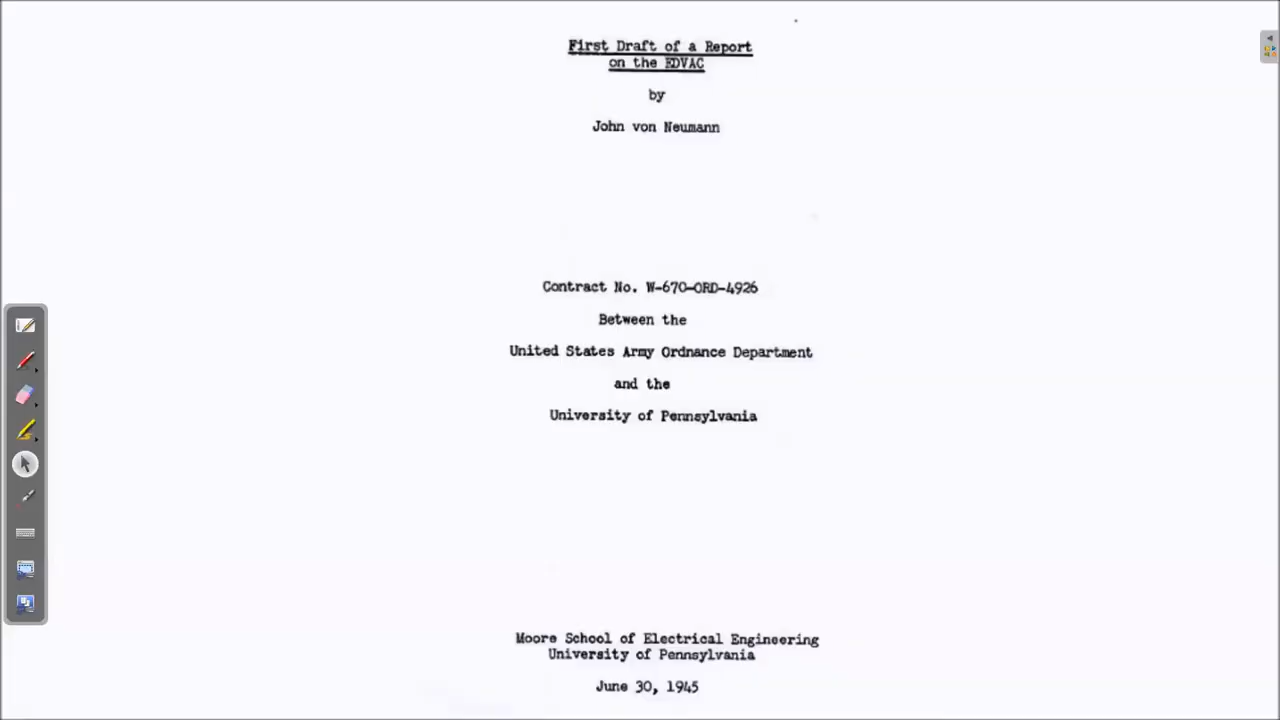 First Draft of a Report
on the EDVAC
by
John von Neumann
Contract No. W-670-ORD-4926
Between the
United States Army Ordnance Department
and the
University of Pennsylvania
Moore School of Electrical Engineering
University of Pennsylvania
June 30, 1945